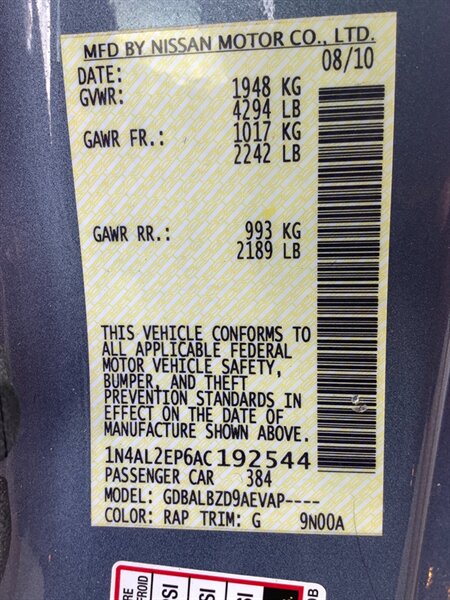 MFD BY NISSAN MOTOR CO., LTD.
DATE: 08/10
GVWR: 1948 KG
4294 LB
GAWR FR.: 1017 KG
2242 LB
GAWR RR.: 993 KG
2189 LB
THIS VEHICLE CONFORMS TO
ALL APPLICABLE FEDERAL
MOTOR VEHICLE SAFETY,
BUMPER, AND THEFT
PREVENTION STANDARDS IN
EFFECT ON THE DATE OF
MANUFACTURE SHOWN ABOVE.
1N4AL2EP6AC192544
PASSENGER CAR 384
MODEL: GDBALBZD9AEVAP----
COLOR: RAP TRIM: G 9N00A